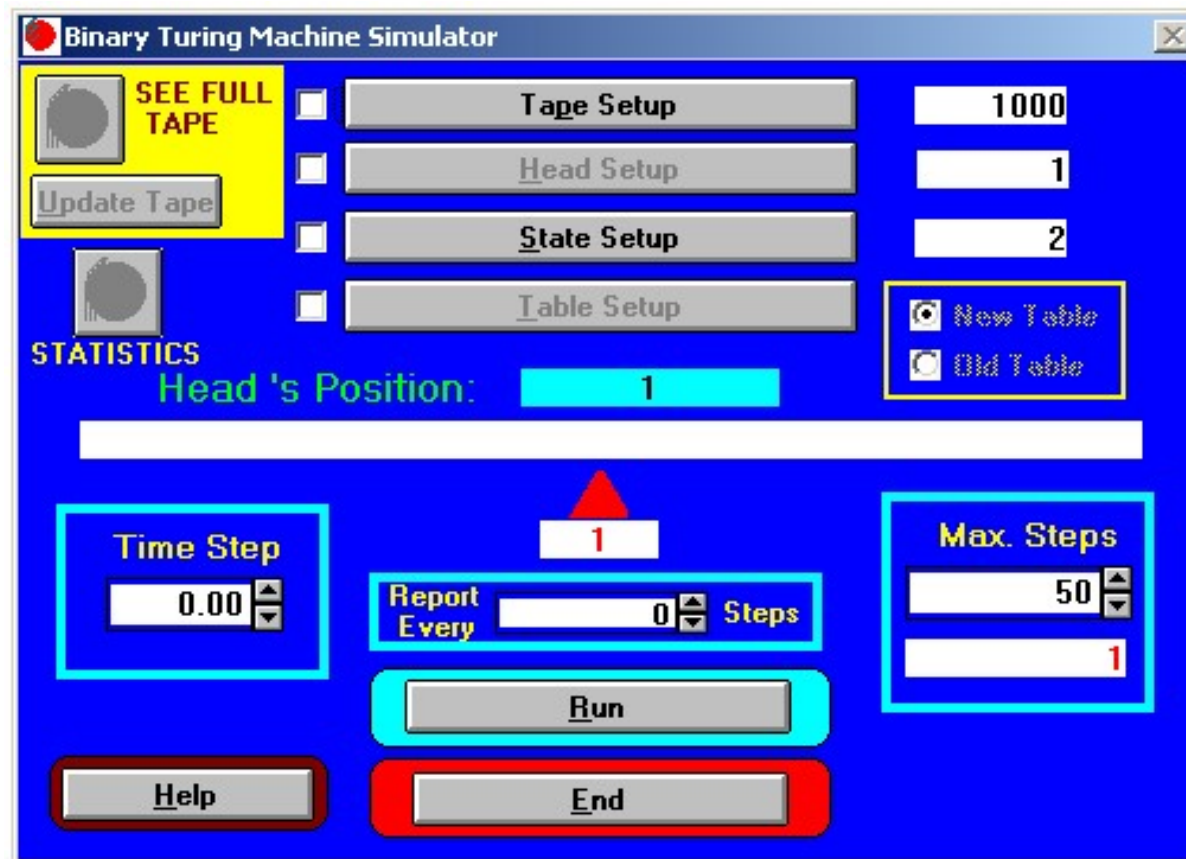 Binary Turing Machine Simulator
SEE FULL
TAPE
Update Tape
STATISTICS
Tape Setup
1000
Head Setup
1
State Setup
2
Table Setup
New Table
Old Table
Head 's Position:
1
1
Time Step
0.00
Report
Every
0
Steps
Max. Steps
50
1
Run
Help
End